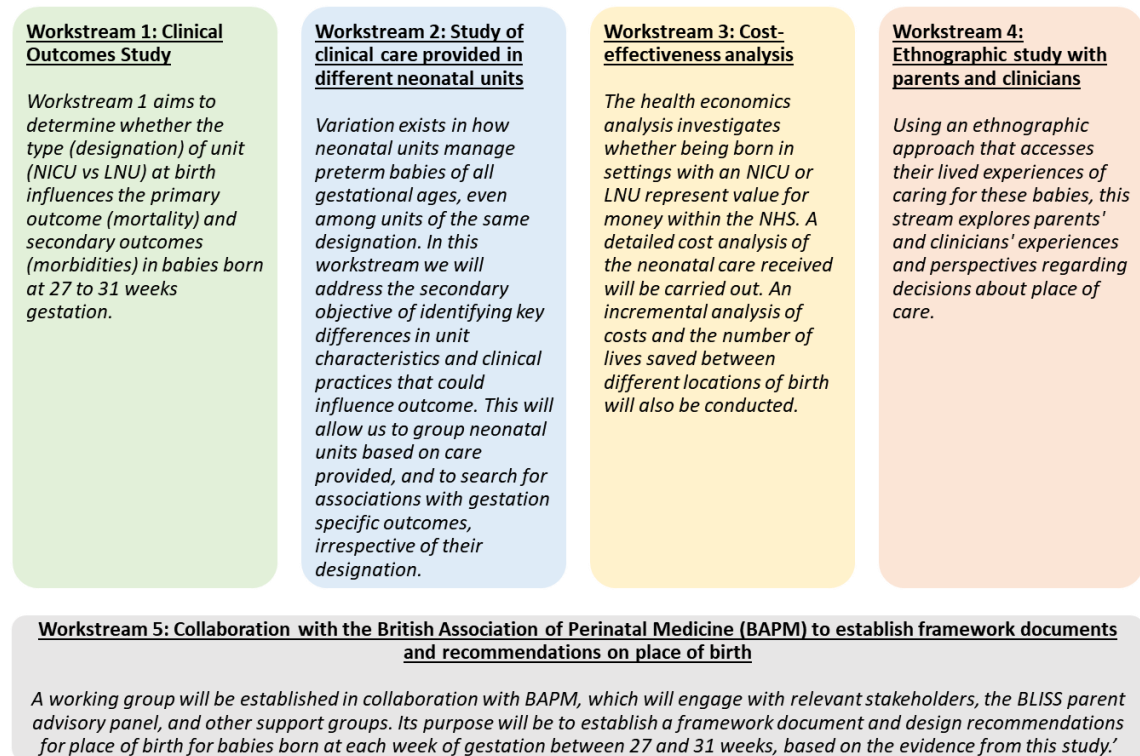 Workstream 1: Clinical
Outcomes Study
Workstream 1 aims to
determine whether the
type (designation) of unit
(NICU vs LNU) at birth
influences the primary
outcome (mortality) and
secondary outcomes
(morbidities) in babies born
at 27 to 31 weeks
gestation.
Workstream 2: Study of
clinical care provided in
different neonatal units
Variation exists in how
neonatal units manage
preterm babies of all
gestational ages, even
among units of the same
designation. In this
workstream we will
address the secondary
objective of identifying key
differences in unit
characteristics and clinical
practices that could
influence outcome. This will
allow us to group neonatal
units based on care
provided, and to search for
associations with gestation
specific outcomes,
irrespective of their
designation.
Workstream 3: Cost-
effectiveness analysis
The health economics
analysis investigates
whether being born in
settings with an NICU or
LNU represent value for
money within the NHS. A
detailed cost analysis of
the neonatal care received
will be carried out. An
incremental analysis of
costs and the number of
lives saved between
different locations of birth
will also be conducted.
Workstream 4:
Ethnographic study with
parents and clinicians
Using an ethnographic
approach that accesses
their lived experiences of
caring for these babies, this
stream explores parents'
and clinicians' experiences
and perspectives regarding
decisions about place of
care.
Workstream 5: Collaboration with the British Association of Perinatal Medicine (BAPM) to establish framework documents
and recommendations on place of birth
A working group will be established in collaboration with BAPM, which will engage with relevant stakeholders, the BLISS parent
advisory panel, and other support groups. Its purpose will be to establish a framework document and design recommendations
for place of birth for babies born at each week of gestation between 27 and 31 weeks, based on the evidence from this study.’